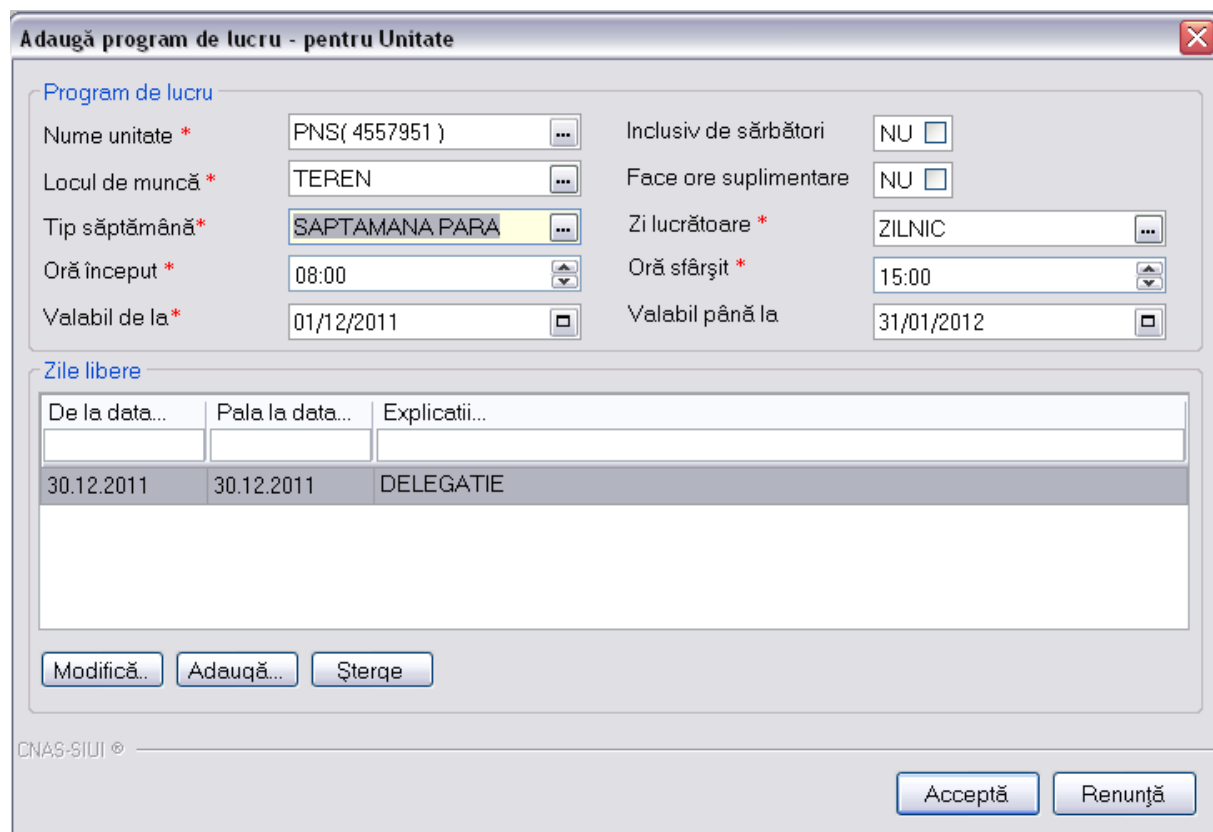 Adaugă program de lucru - pentru Unitate
Program de lucru
Nume unitate * PNS( 4557951 ) ... Inclusiv de sărbători NU
Locul de muncă * TEREN ... Face ore suplimentare NU
Tip săptămână* SAPTAMANA PARA ... Zi lucrătoare * ZILNIC ...
Oră început * 08:00 Oră sfârşit * 15:00
Valabil de la* 01/12/2011 Valabil până la 31/01/2012
Zile libere
De la data... Pala la data... Explicatii...
30.12.2011 30.12.2011 DELEGATIE
Modifică.. Adaugă... Şterge
CNAS-SIUI ®
Acceptă Renunţă